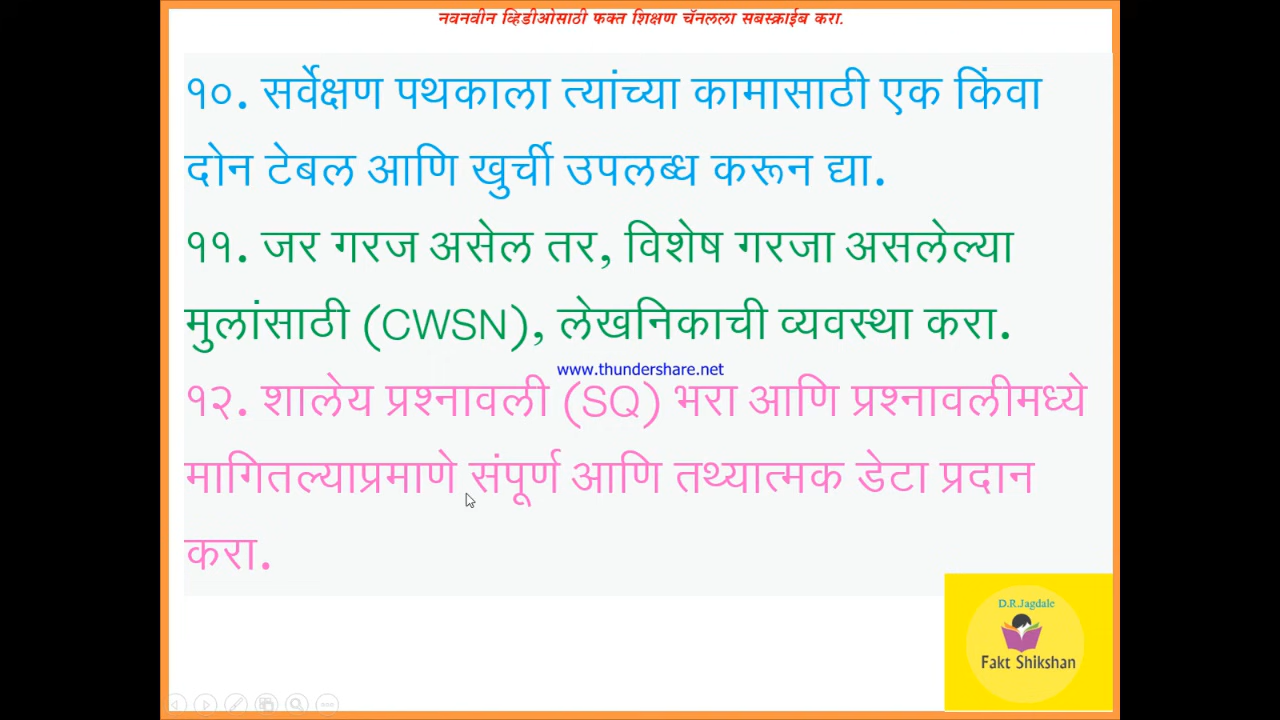 नवनवीन व्हिडीओसाठी फक्त शिक्षण चॅनलला सबस्क्राईब करा.
१०. सर्वेक्षण पथकाला त्यांच्या कामासाठी एक किंवा
दोन टेबल आणि खुर्ची उपलब्ध करून द्या.
११. जर गरज असेल तर, विशेष गरजा असलेल्या
मुलांसाठी (CWSN), लेखनिकाची व्यवस्था करा.
www.thundershare.net
१२. शालेय प्रश्नावली (SQ) भरा आणि प्रश्नावलीमध्ये
मागितल्याप्रमाणे संपूर्ण आणि तथ्यात्मक डेटा प्रदान
करा.
D.R.Jagdale
Fakt Shikshan